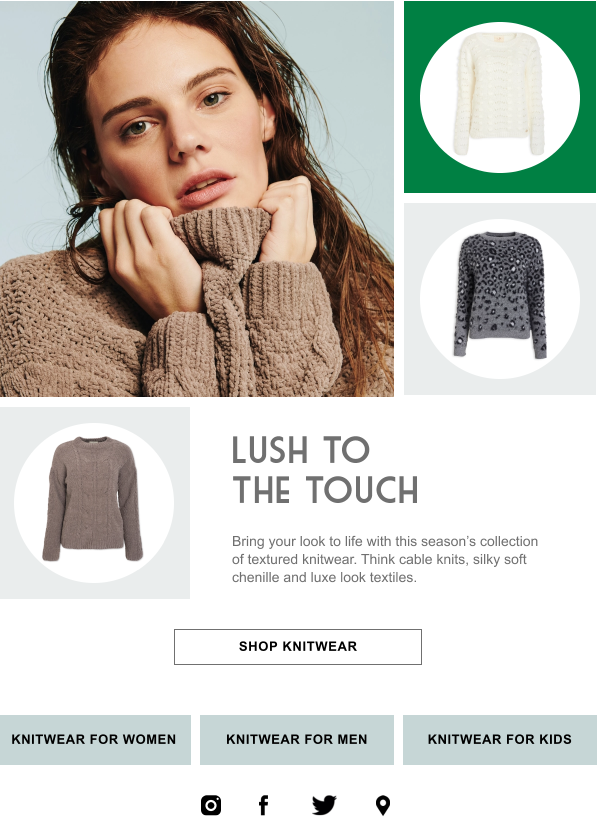 LUSH TO
THE TOUCH
Bring your look to life with this season’s collection
of textured knitwear. Think cable knits, silky soft
chenille and luxe look textiles.
SHOP KNITWEAR
KNITWEAR FOR WOMEN
KNITWEAR FOR MEN
KNITWEAR FOR KIDS